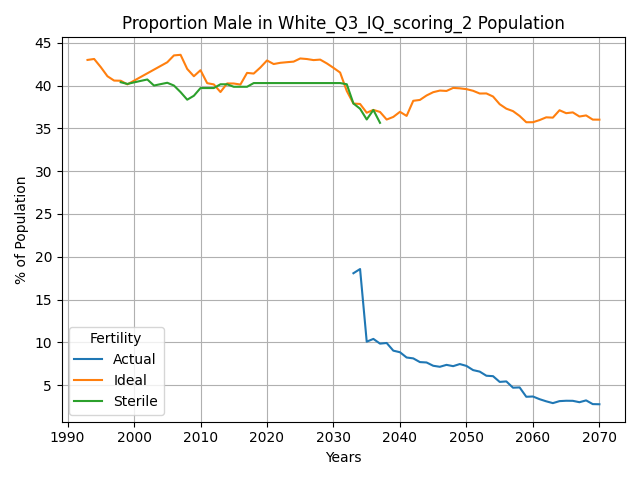 Proportion Male in White_Q3_IQ_scoring_2 Population
% of Population
45
40
35
30
25
20
15
10
5
Fertility
Actual
Ideal
Sterile
1990 2000 2010 2020 2030 2040 2050 2060 2070
Years